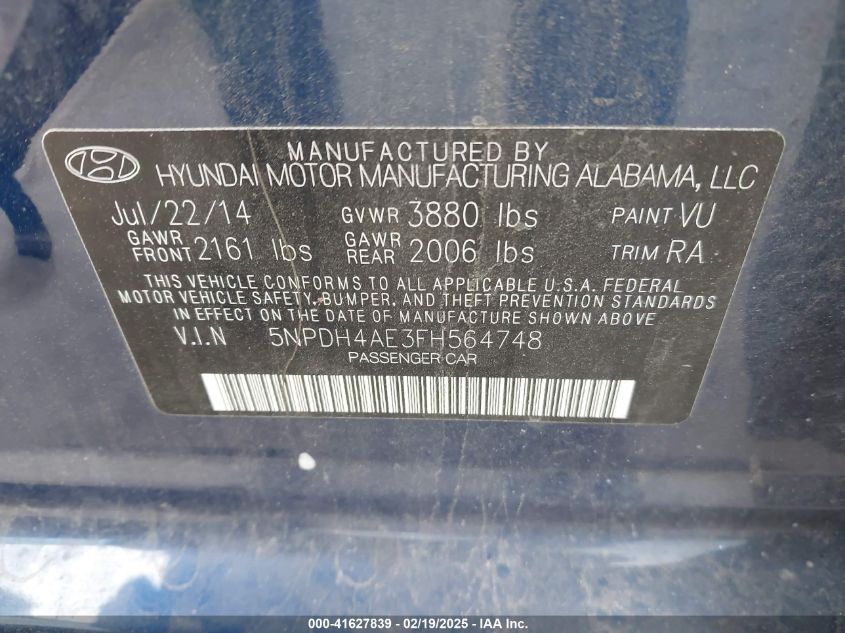 MANUFACTURED BY
HYUNDAI MOTOR MANUFACTURING ALABAMA, LLC
Jul/22/14 GVWR 3880 lbs PAINT VU
GAWR FRONT 2161 lbs GAWR REAR 2006 lbs TRIM RA
THIS VEHICLE CONFORMS TO ALL APPLICABLE U.S.A. FEDERAL
MOTOR VEHICLE SAFETY, BUMPER, AND THEFT PREVENTION STANDARDS
IN EFFECT ON THE DATE OF MANUFACTURE SHOWN ABOVE.
V.I.N 5NPDH4AE3FH564748
PASSENGER CAR
000-41627839 - 02/19/2025 - IAA Inc.